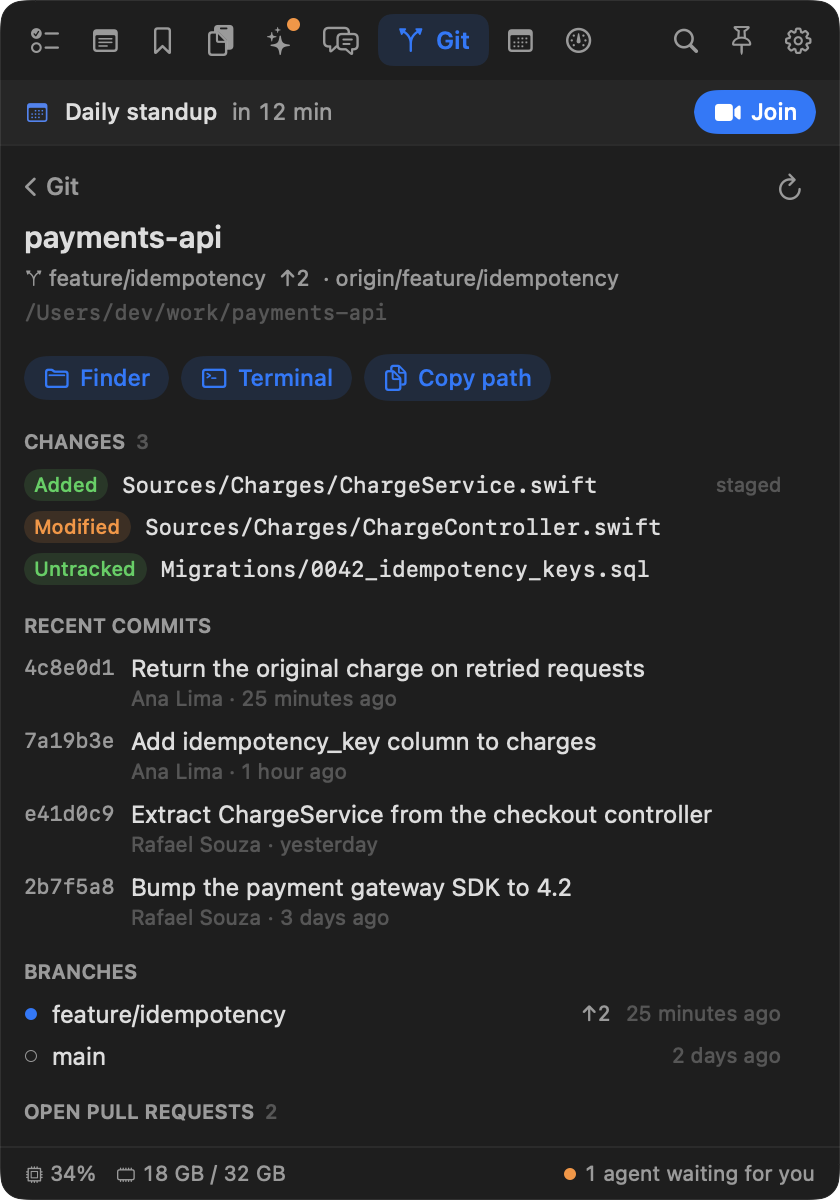 Git
Daily standup in 12 min
Join
Git
payments-api
feature/idempotency ↑2 · origin/feature/idempotency
/Users/dev/work/payments-api
Finder Terminal Copy path
CHANGES 3
Added Sources/Charges/ChargeService.swift staged
Modified Sources/Charges/ChargeController.swift
Untracked Migrations/0042_idempotency_keys.sql
RECENT COMMITS
4c8e0d1 Return the original charge on retried requests
Ana Lima · 25 minutes ago
7a19b3e Add idempotency_key column to charges
Ana Lima · 1 hour ago
e41d0c9 Extract ChargeService from the checkout controller
Rafael Souza · yesterday
2b7f5a8 Bump the payment gateway SDK to 4.2
Rafael Souza · 3 days ago
BRANCHES
feature/idempotency ↑2 25 minutes ago
main 2 days ago
OPEN PULL REQUESTS 2
34% 18 GB / 32 GB 1 agent waiting for you